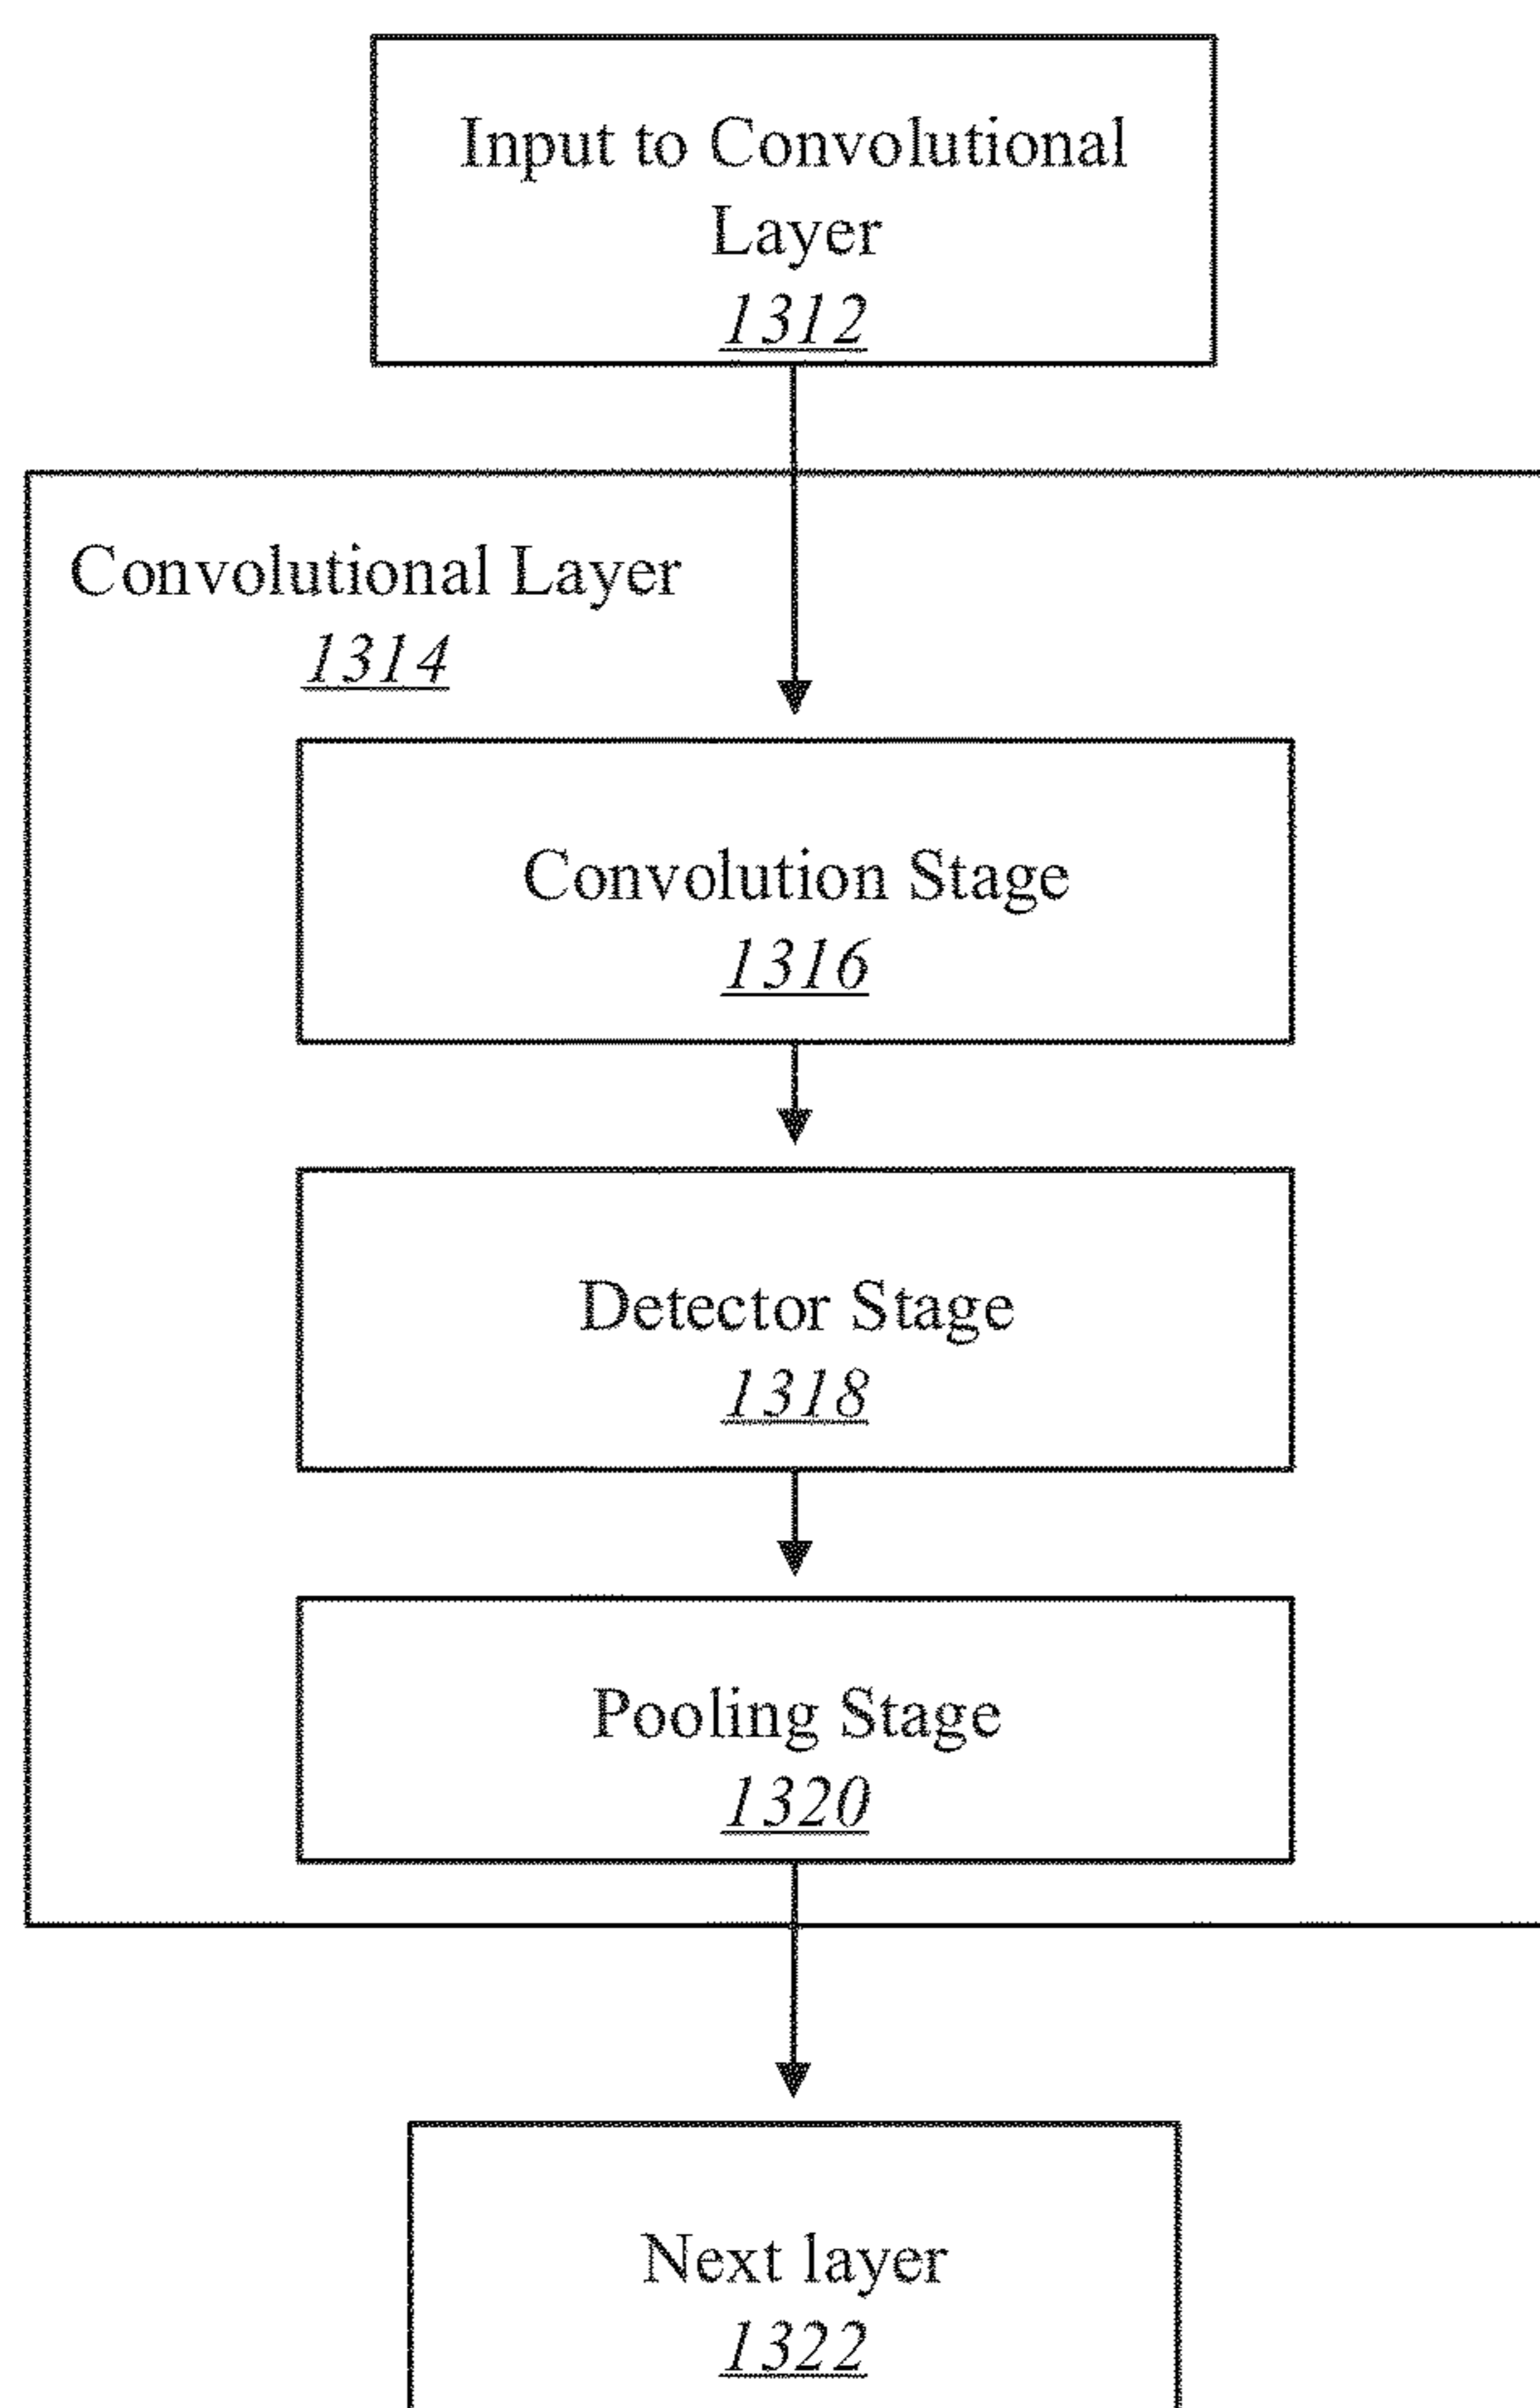 Input to Convolutional
Layer
1312
Convolutional Layer
1314
Convolution Stage
1316
Detector Stage
1318
Pooling Stage
1320
Next layer
1322